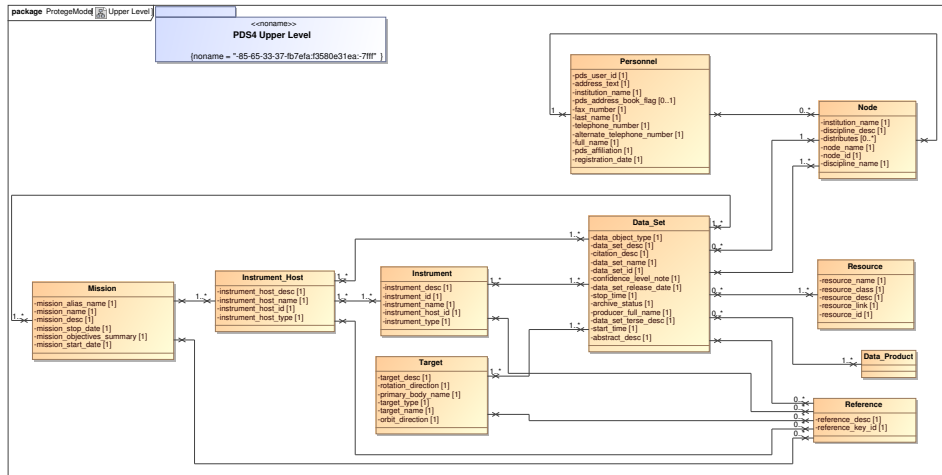 package ProtegeModel[ Upper Level]
<<noname>>
PDS4 Upper Level
{noname = "-85-65-33-37-fb7efa:f3580e31ea:-7fff" }
Personnel
-pds_user_id [1]
-address_text [1]
-institution_name [1]
-pds_address_book_flag [0..1]
-fax_number [1]
-last_name [1]
-telephone_number [1]
-alternate_telephone_number [1]
-full_name [1]
-pds_affiliation [1]
-registration_date [1]
1..*
0..*
1
1..*
Node
-institution_name [1]
-discipline_desc [1]
-distributes [0..*]
-node_name [1]
-node_id [1]
-discipline_name [1]
Mission
-mission_alias_name [1]
-mission_name [1]
-mission_desc [1]
-mission_stop_date [1]
-mission_objectives_summary [1]
-mission_start_date [1]
1..*
1..*
Instrument_Host
-instrument_host_desc [1]
-instrument_host_name [1]
-instrument_host_id [1]
-instrument_host_type [1]
1..*
1..*
1..*
Instrument
-instrument_desc [1]
-instrument_id [1]
-instrument_name [1]
-instrument_host_id [1]
-instrument_type [1]
1..*
1..*
1..*
1..*
Data_Set
-data_object_type [1]
-data_set_desc [1]
-citation_desc [1]
-data_set_name [1]
-data_set_id [1]
-confidence_level_note [1]
-data_set_release_date [1]
-stop_time [1]
-archive_status [1]
-producer_full_name [1]
-data_set_terse_desc [1]
-start_time [1]
-abstract_desc [1]
1..*
0..*
0..*
0..*
Resource
-resource_name [1]
-resource_class [1]
-resource_desc [1]
-resource_link [1]
-resource_id [1]
1..*
Target
-target_desc [1]
-rotation_direction [1]
-primary_body_name [1]
-target_type [1]
-target_name [1]
-orbit_direction [1]
1..*
Data_Product
1..*
Reference
-reference_desc [1]
-reference_key_id [1]
0..*
0..*
0..*
0..*
0..*